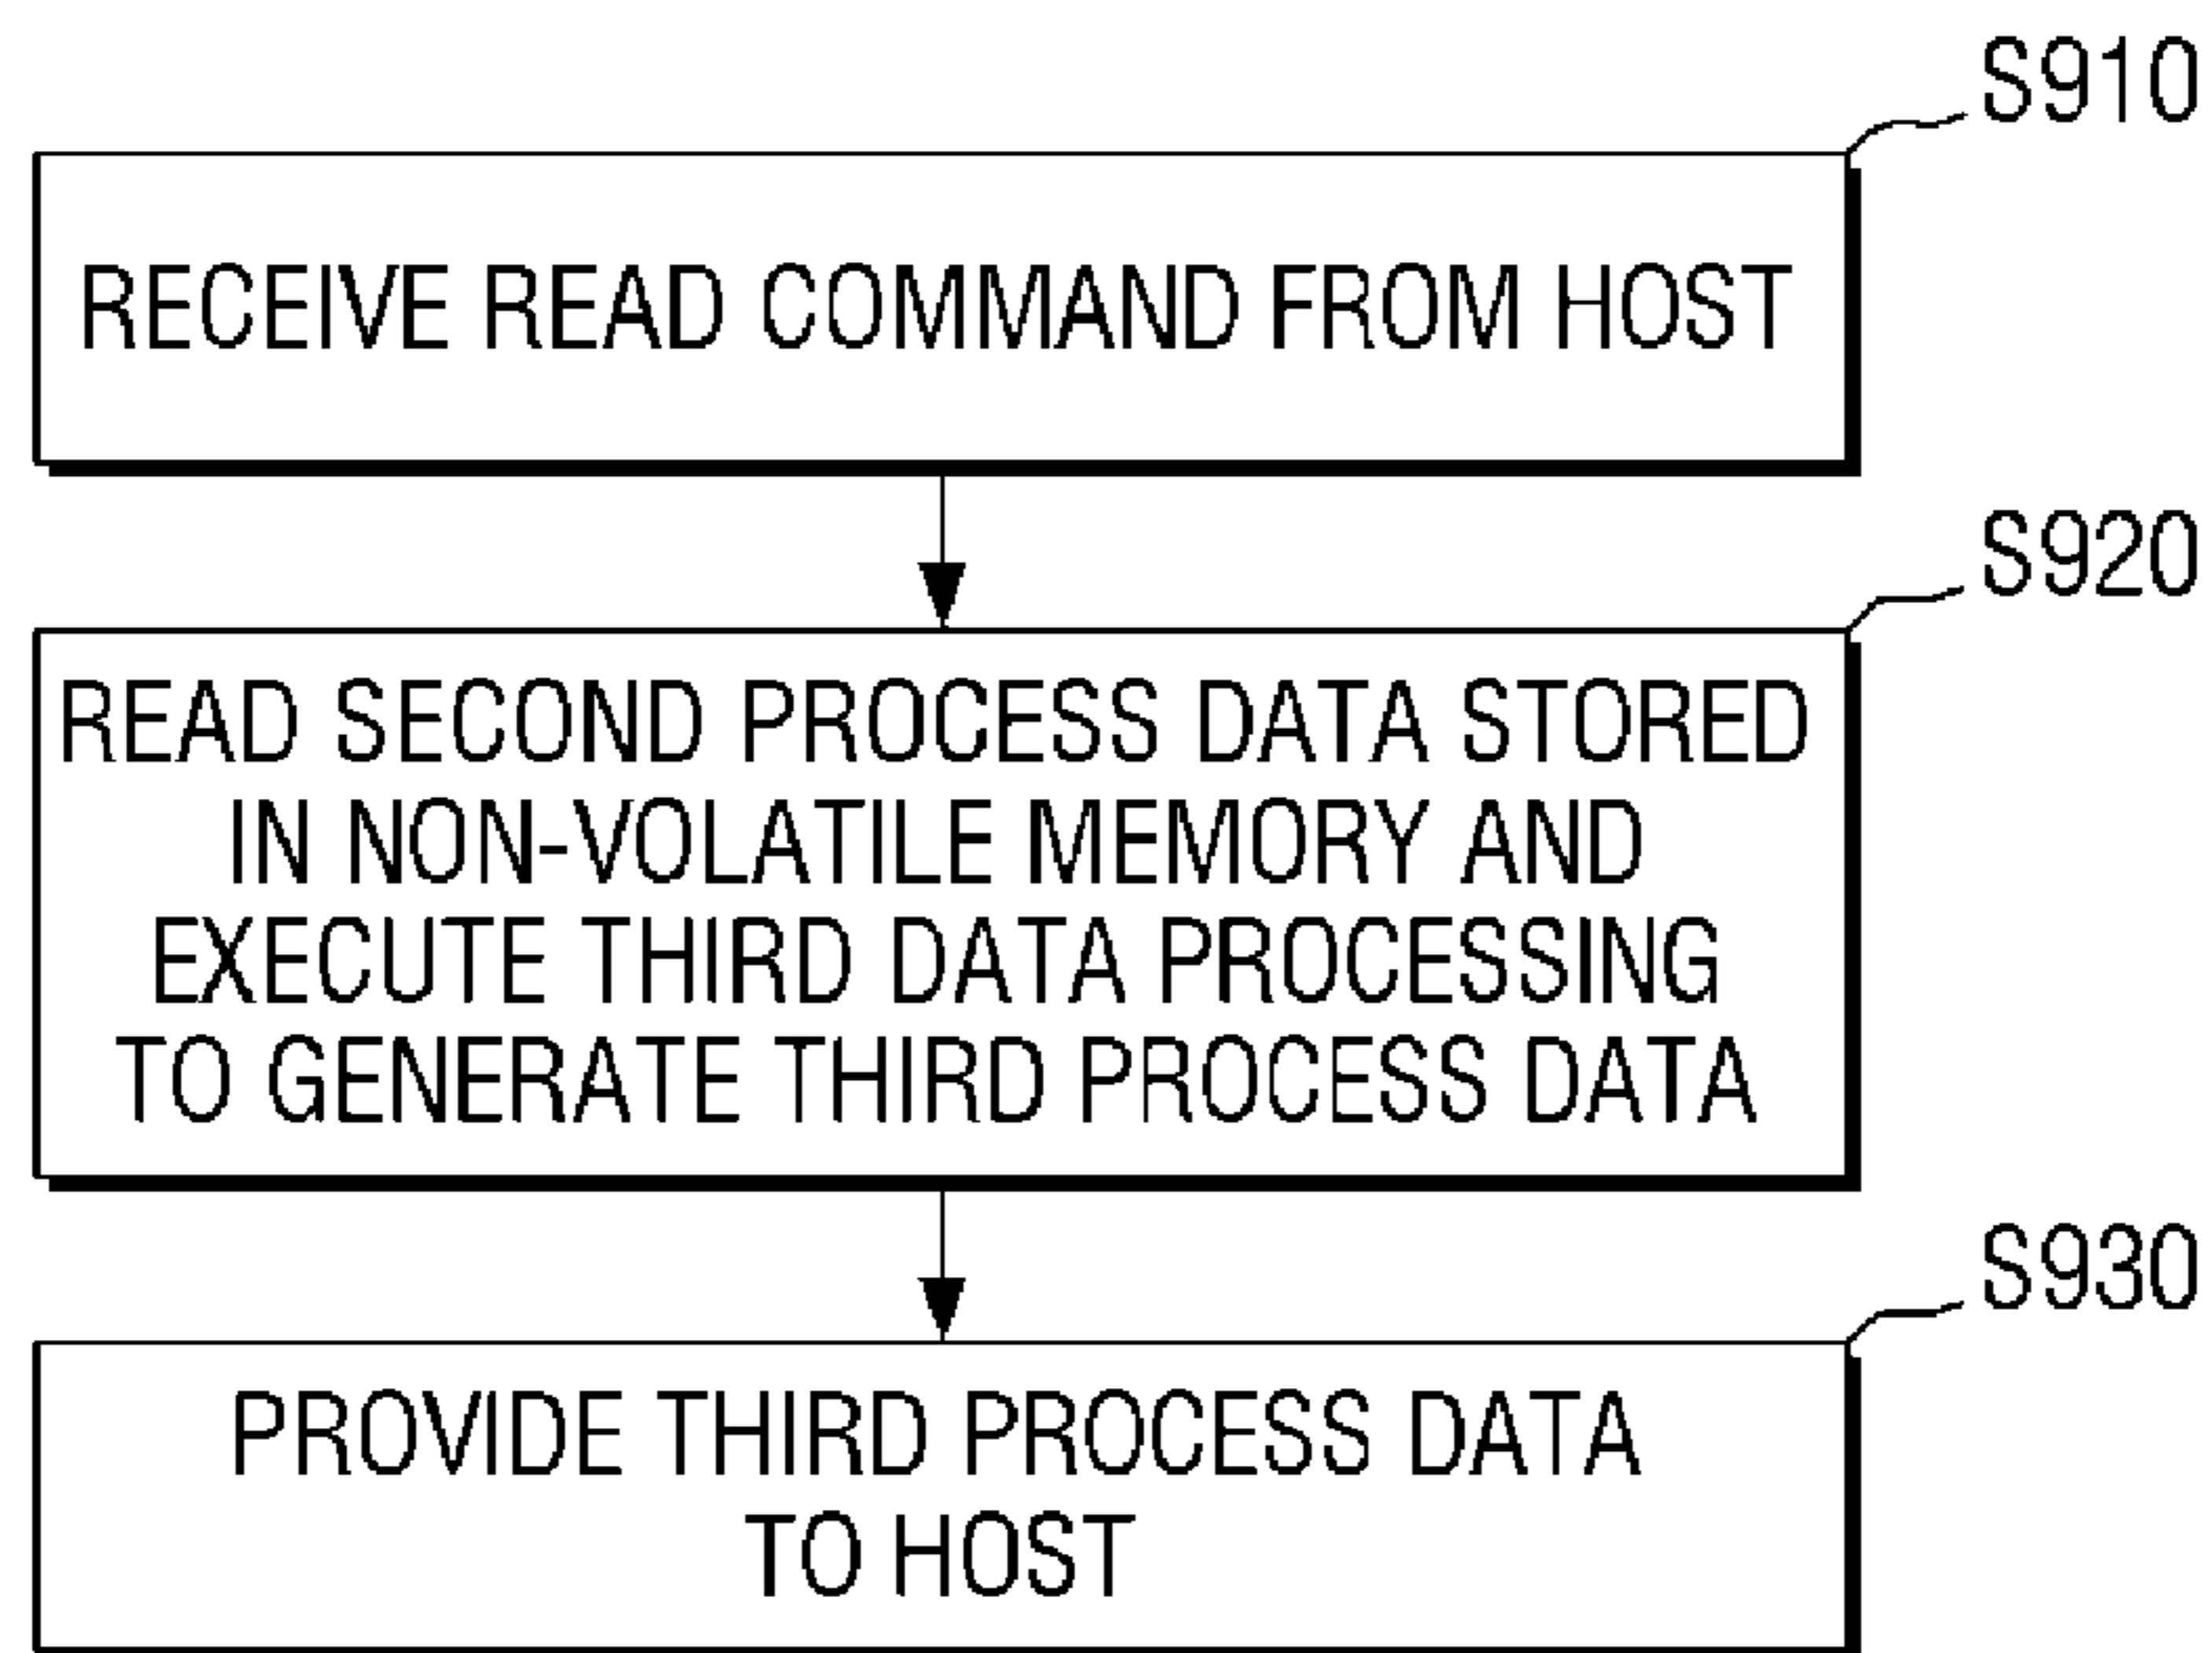 S910
RECEIVE READ COMMAND FROM HOST
S920
READ SECOND PROCESS DATA STORED
IN NON-VOLATILE MEMORY AND
EXECUTE THIRD DATA PROCESSING
TO GENERATE THIRD PROCESS DATA
S930
PROVIDE THIRD PROCESS DATA
TO HOST